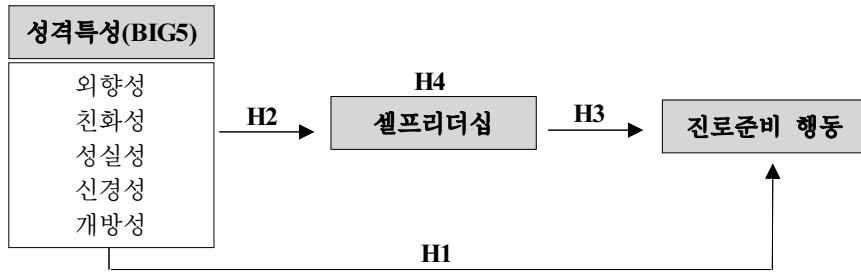 성격특성(BIG5)
외향성
친화성
성실성
신경성
개방성
H2
H4
셀프리더십
H3
진로준비 행동
H1